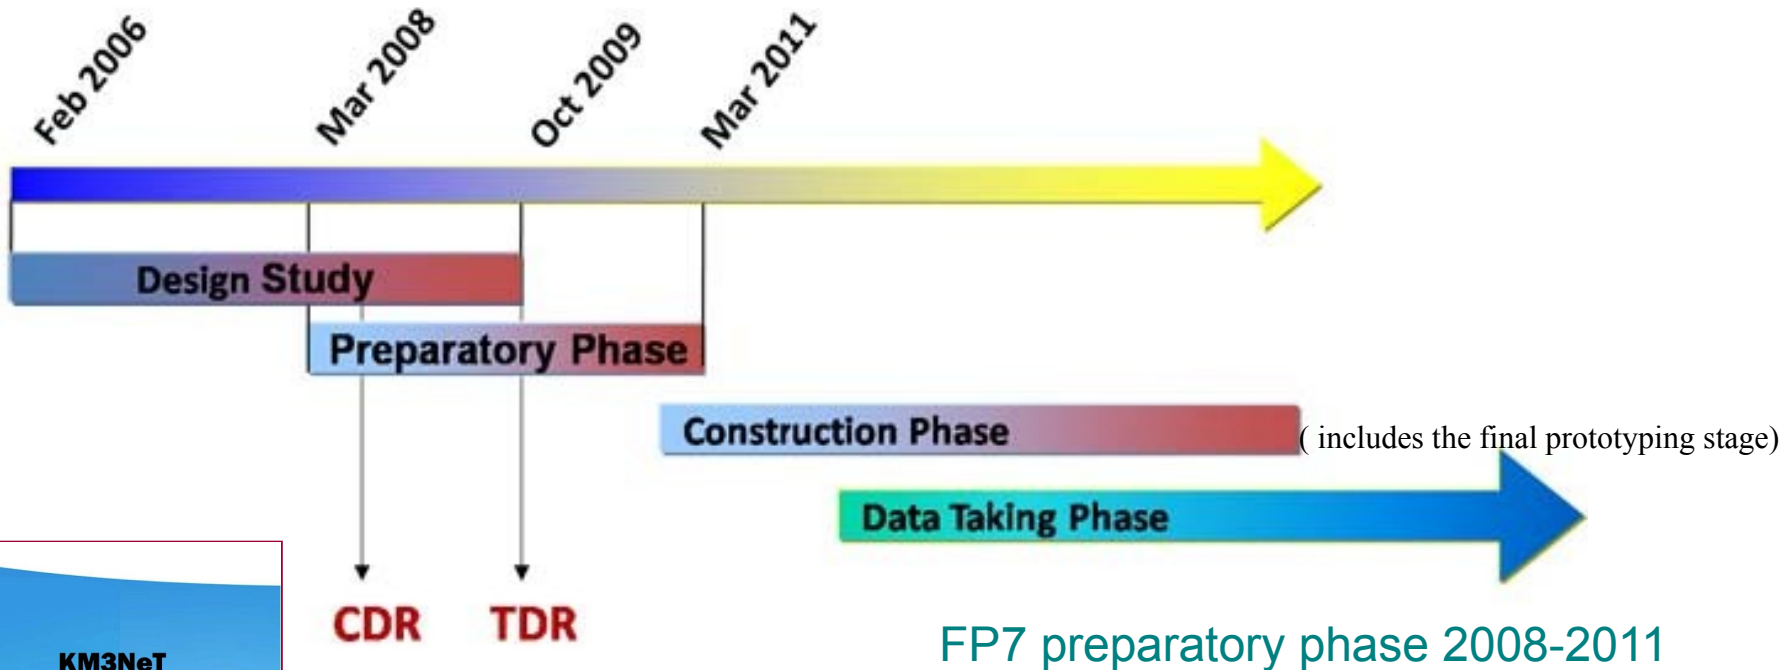 Feb 2006
Mar 2008
Oct 2009
Mar 2011
Design Study
Preparatory Phase
Construction Phase
( includes the final prototyping stage)
Data Taking Phase
CDR
TDR
KM3NeT
FP7 preparatory phase 2008-2011